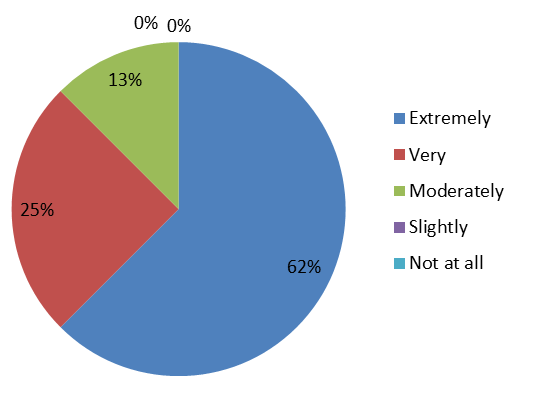 0% 0%
13%
25%
62%
Extremely
Very
Moderately
Slightly
Not at all